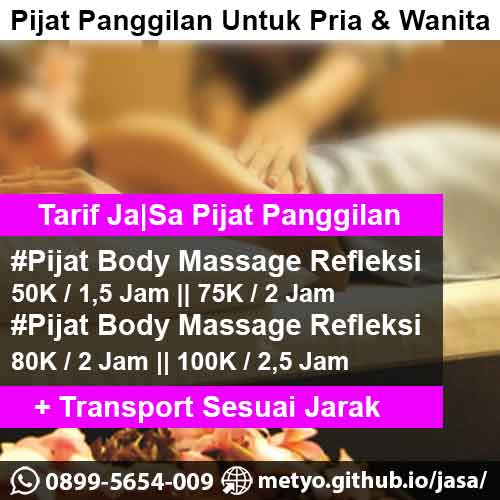 Pijat Panggilan Untuk Pria & Wanita
Tarif Ja|Sa Pijat Panggilan
#Pijat Body Massage Refleksi
50K / 1,5 Jam || 75K / 2 Jam
#Pijat Body Massage Refleksi
80K / 2 Jam || 100K / 2,5 Jam
+ Transport Sesuai Jarak
0899-5654-009 metyo.github.io/jasa/